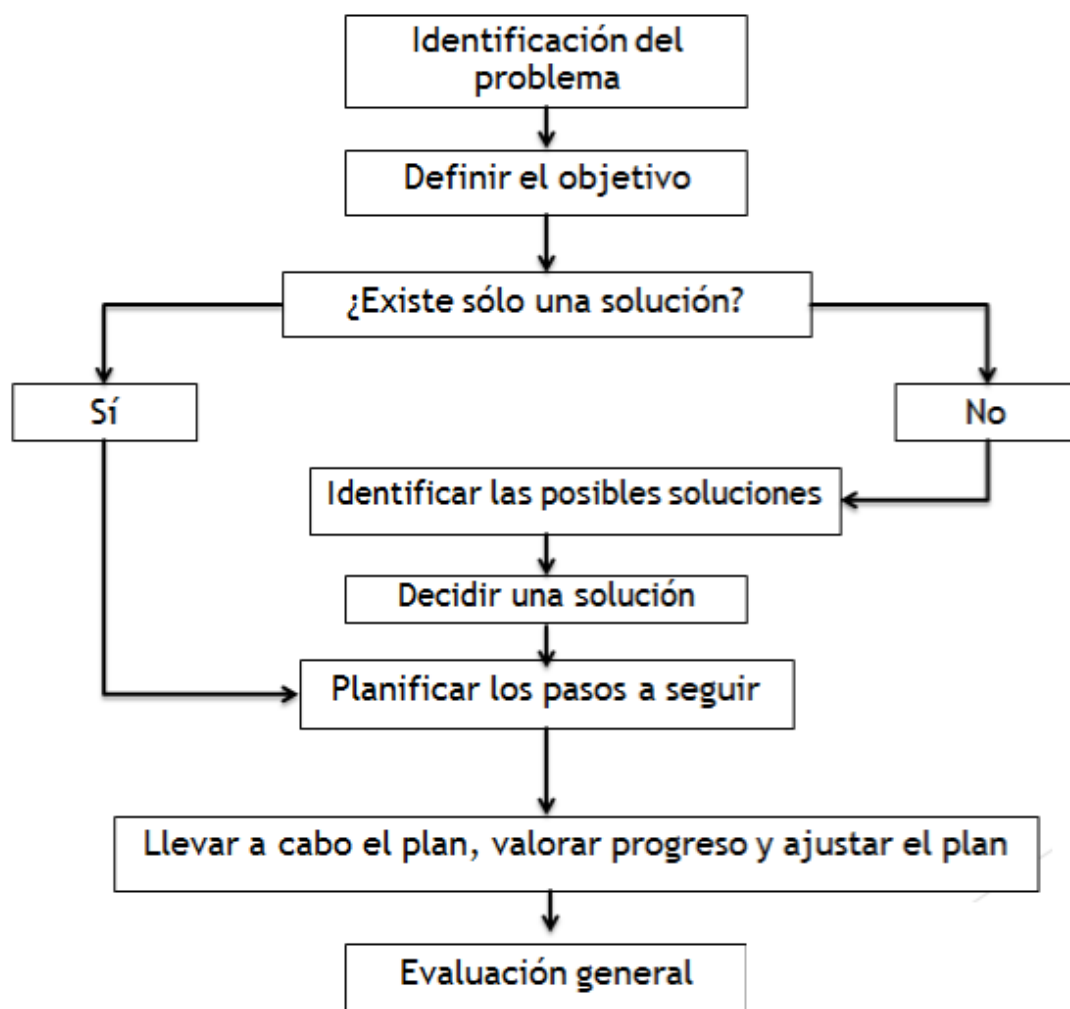 Identificación del
problema
Definir el objetivo
¿Existe sólo una solución?
Sí
No
Identificar las posibles soluciones
Decidir una solución
Planificar los pasos a seguir
Llevar a cabo el plan, valorar progreso y ajustar el plan
Evaluación general